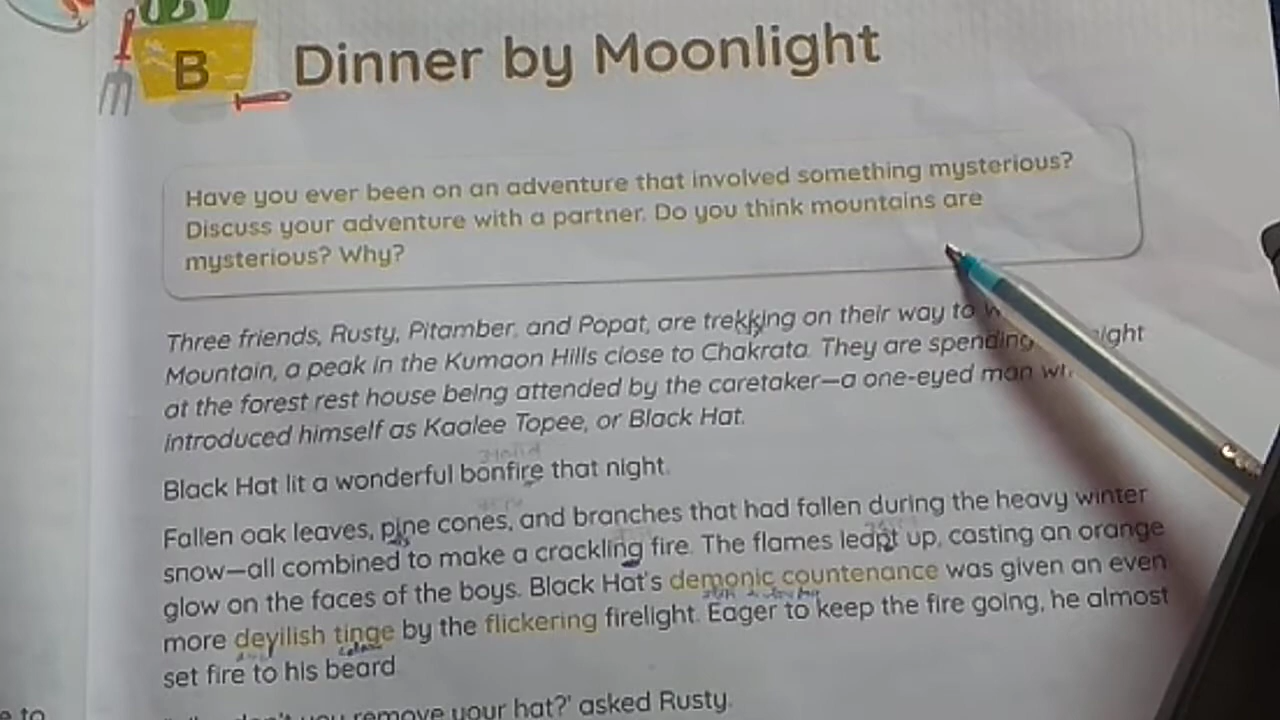 B
Dinner by Moonlight
Have you ever been on an adventure that involved something mysterious?
Discuss your adventure with a partner. Do you think mountains are
mysterious? Why?
Three friends, Rusty, Pitamber, and Popat, are trekking on their way to
Mountain, a peak in the Kumaon Hills close to Chakrata. They are spending
at the forest rest house being attended by the caretaker—a one-eyed man
introduced himself as Kaalee Topee, or Black Hat.
Black Hat lit a wonderful bonfire that night.
Fallen oak leaves, pine cones, and branches that had fallen during the heavy winter
snow—all combined to make a crackling fire. The flames leapt up, casting an orange
glow on the faces of the boys. Black Hat's demonic countenance was given an even
more devilish tinge by the flickering firelight. Eager to keep the fire going, he almost
set fire to his beard.
you remove your hat?' asked Rusty.
e to